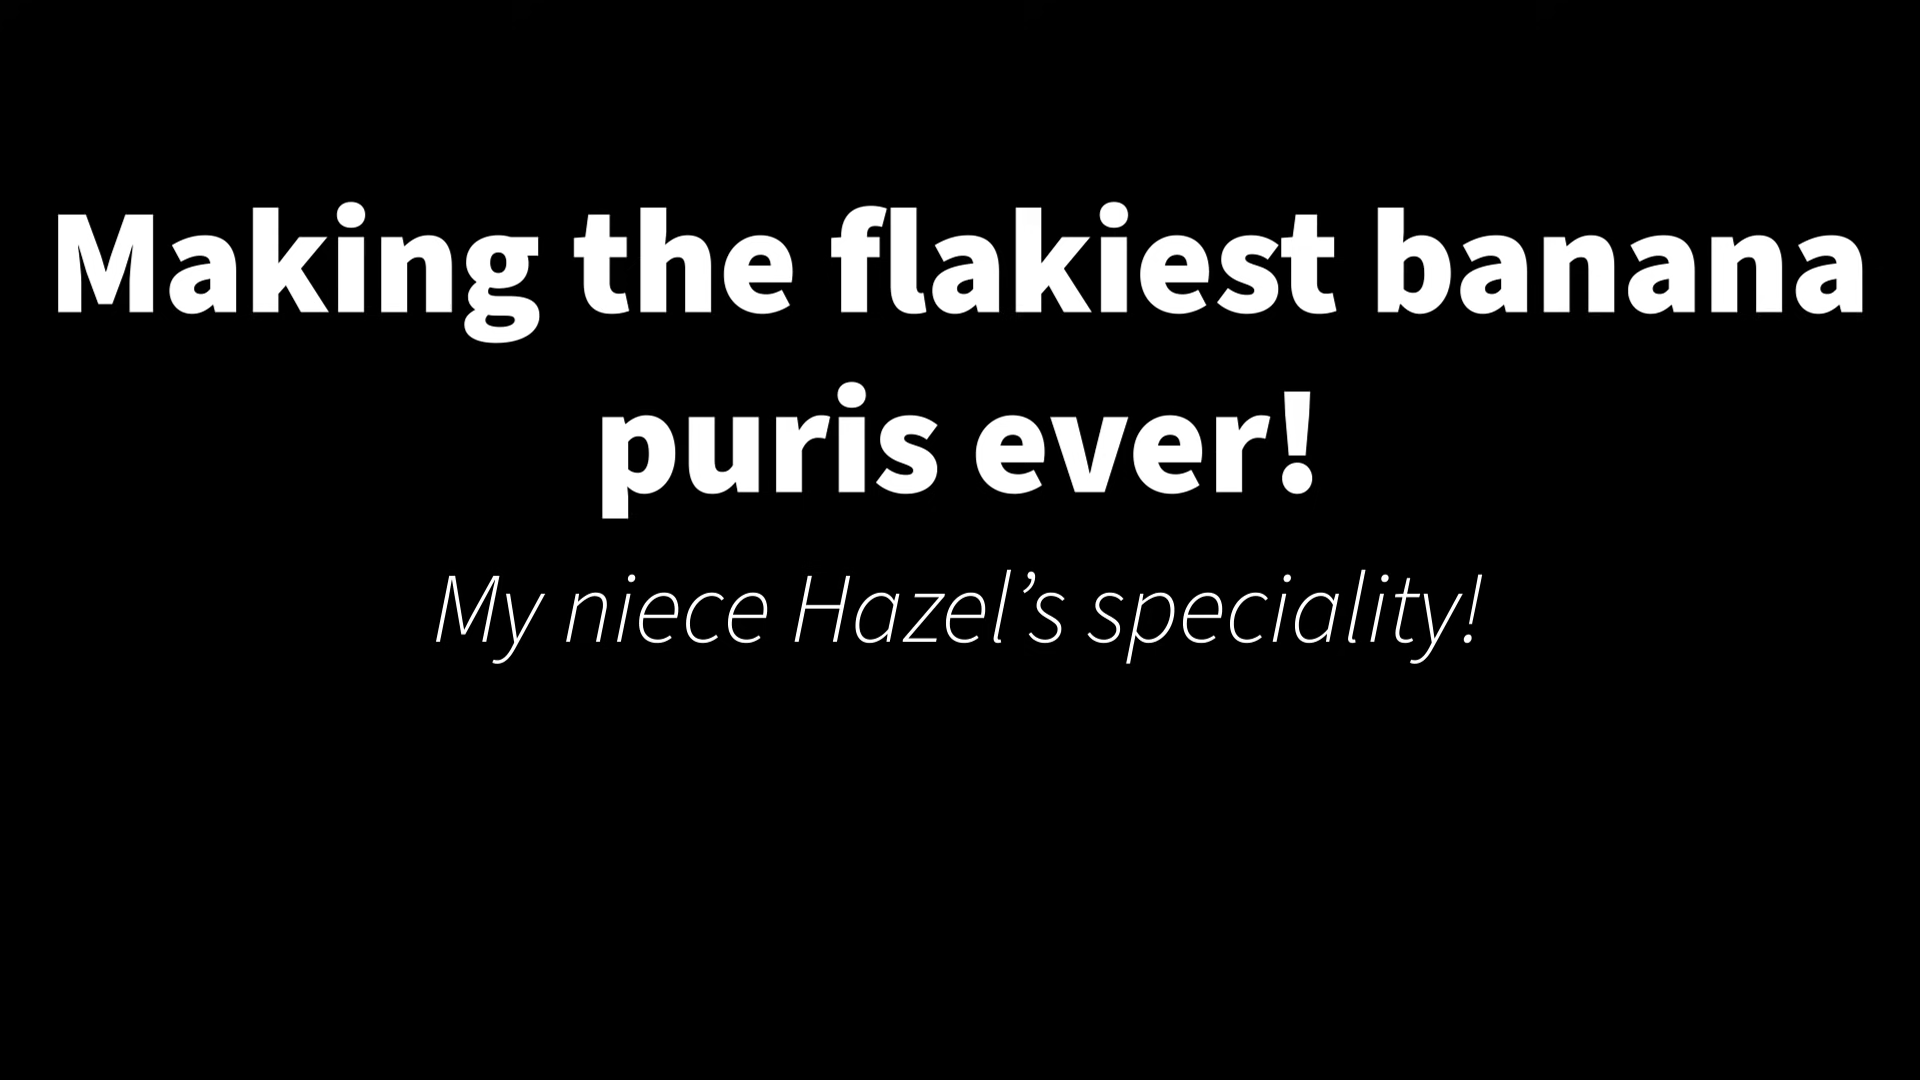 Making the flakiest banana
puris ever!
My niece Hazel’s speciality!